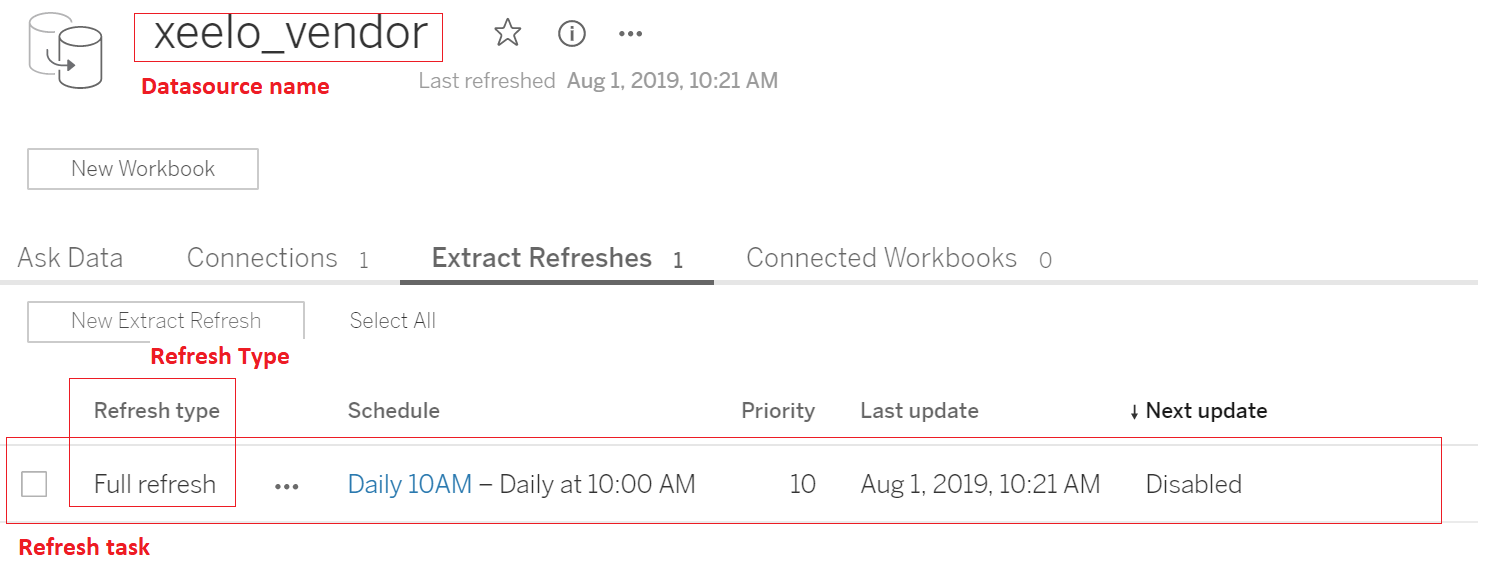 xeelo_vendor
Datasource name
Last refreshed Aug 1, 2019, 10:21 AM
New Workbook
Ask Data Connections 1 Extract Refreshes 1 Connected Workbooks 0
New Extract Refresh Select All
Refresh Type
Refresh type Schedule Priority Last update ↓ Next update
Full refresh ••• Daily 10AM – Daily at 10:00 AM 10 Aug 1, 2019, 10:21 AM Disabled
Refresh task